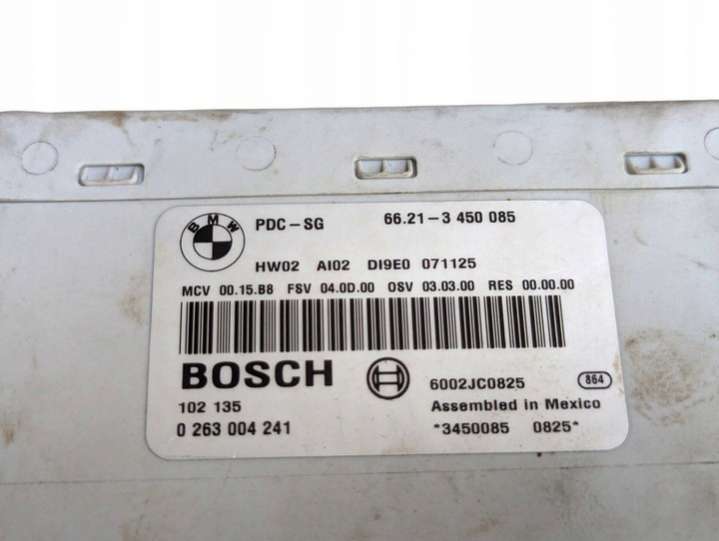 BMW PDC-SG 66.21-3 450 085
HW02 AI02 DI9E0 071125
MCV 00.15.B8 FSV 04.0D.00 OSV 03.03.00 RES 00.00.00
BOSCH 6002JC0825 864
102 135 Assembled in Mexico
0 263 004 241 *3450085 0825*